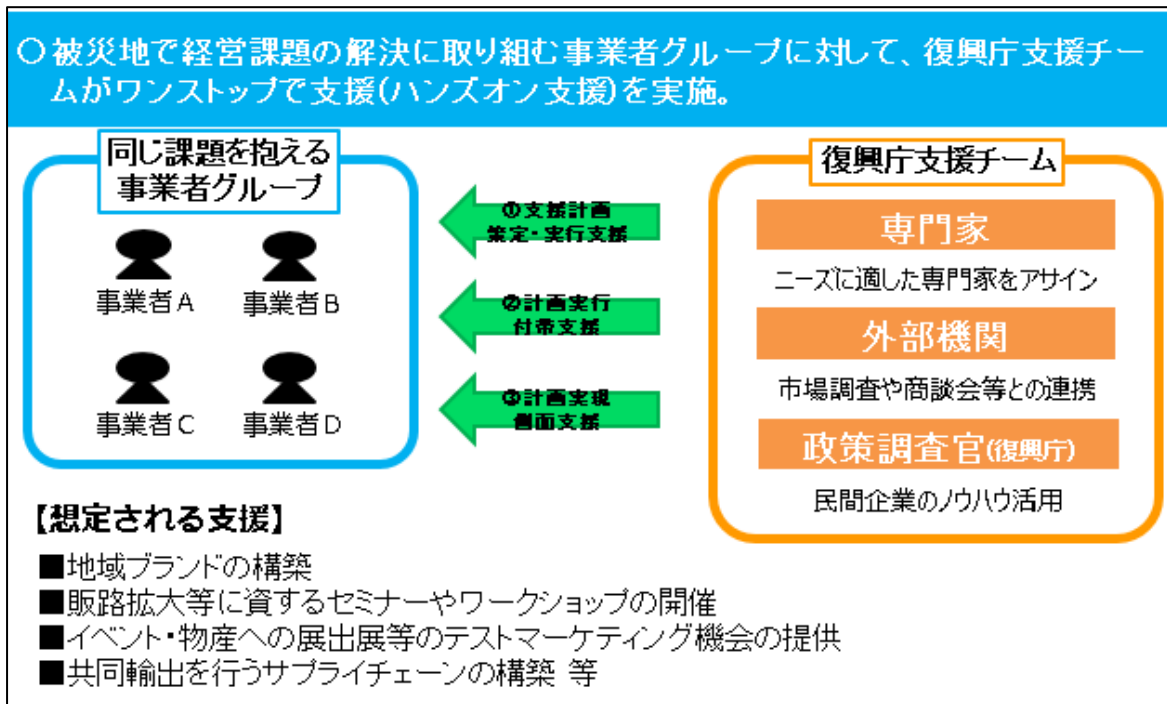 〇被災地で経営課題の解決に取り組む事業者グループに対して、復興庁支援チー
ムがワンストップで支援(ハンズオン支援)を実施。
同じ課題を抱える
事業者グループ
事業者A
事業者B
事業者C
事業者D
①支援計画
策定・実行支援
②計画実行
付帯支援
③計画実現
側面支援
復興庁支援チーム
専門家
ニーズに適した専門家をアサイン
外部機関
市場調査や商談会等との連携
政策調査官(復興庁)
民間企業のノウハウ活用
【想定される支援】
■地域ブランドの構築
■販路拡大等に資するセミナーやワークショップの開催
■イベント・物産への展出展等のテストマーケティング機会の提供
■共同輸出を行うサプライチェーンの構築 等